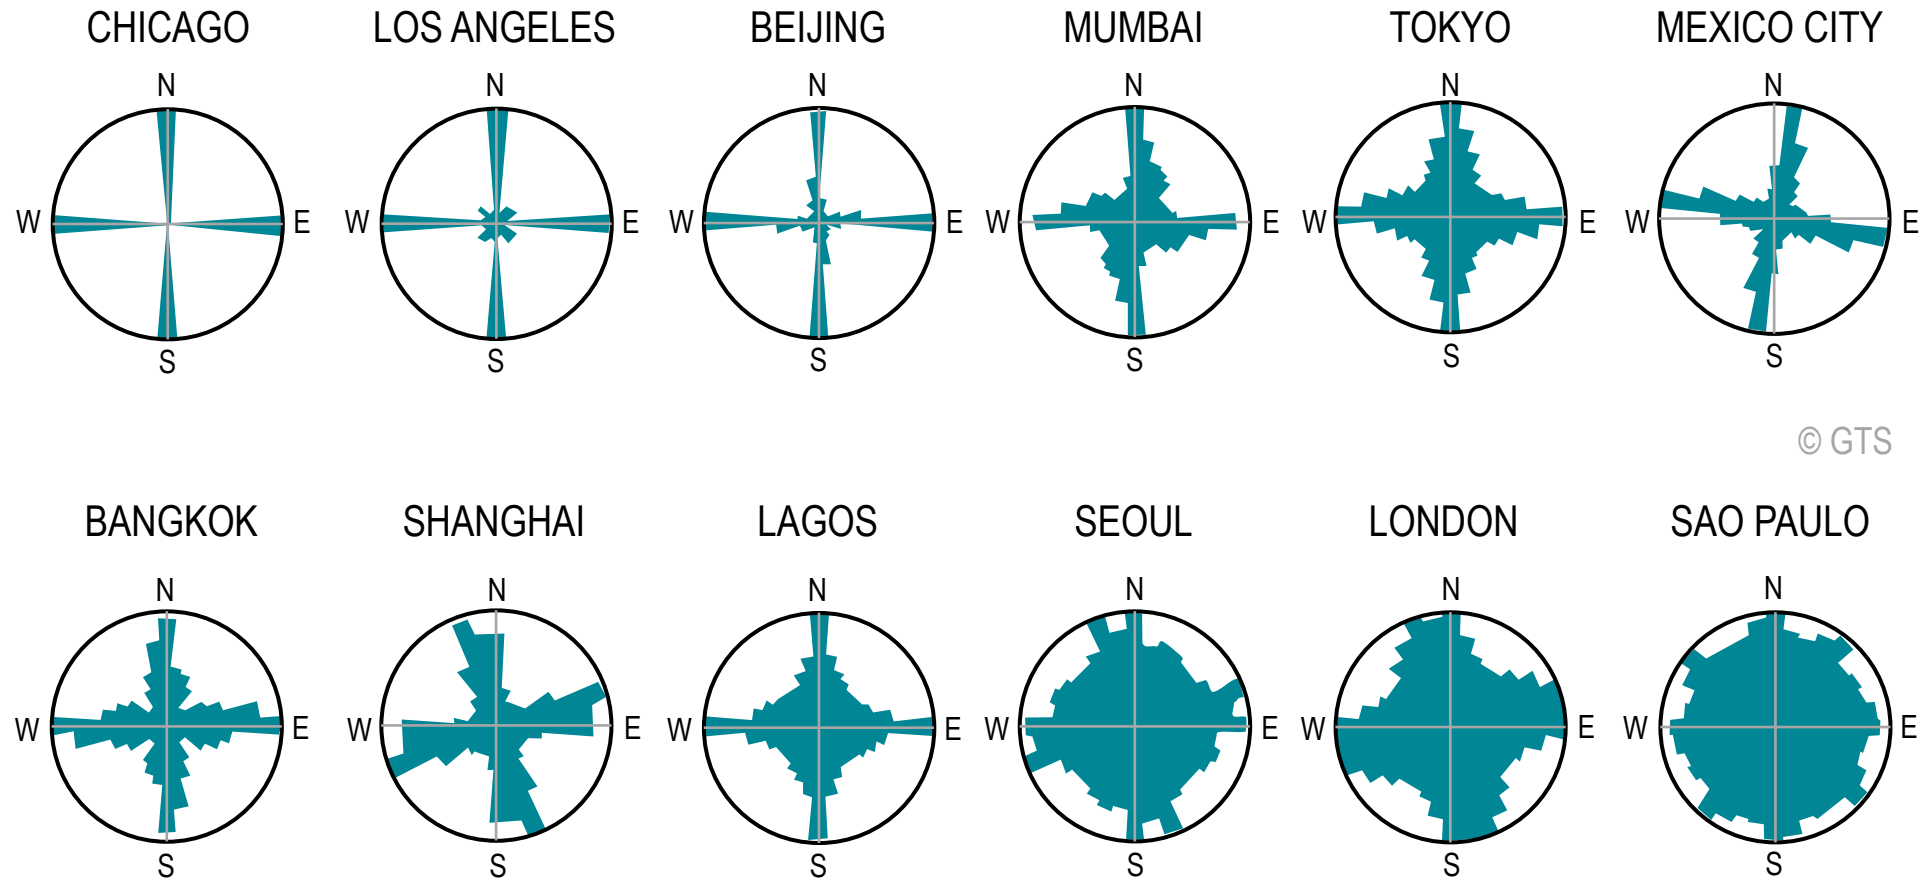 CHICAGO LOS ANGELES BEIJING MUMBAI TOKYO MEXICO CITY
N N N N N N
W E W E W E W E W E W E
S S S S S S
© GTS
BANGKOK SHANGHAI LAGOS SEOUL LONDON SAO PAULO
N N N N N N
W E W E W E W E W E W E
S S S S S S